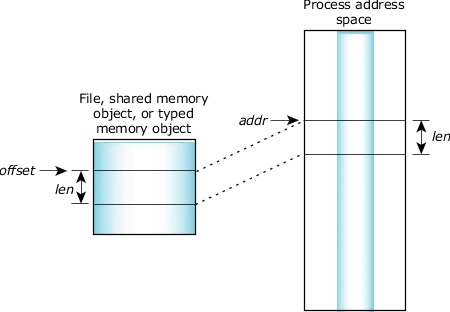 Process address
space
File, shared memory
object, or typed
memory object
addr
len
offset
len